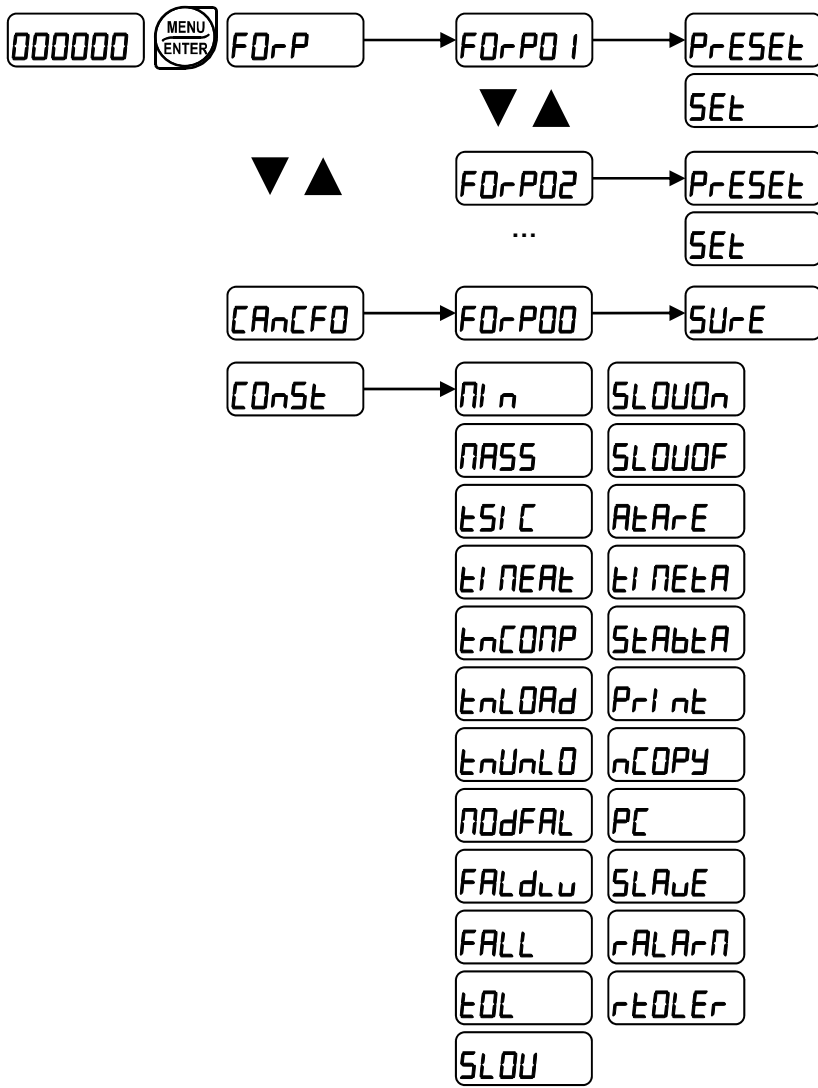 000000 MENU ENTER FOrP FOrP01 PrESEt
SEt
FOrP02 PrESEt
... SEt
CAnCFO FOrP00 SUrE
COnSt MIn SLOUOn
MASS SLOUOF
tSIC AtArE
tIMEAt tIMEtA
tnCOMP StAbtA
tnLOAd PrInt
tnUnLO nCOPY
MOdFAL PC
FALdiu SLAuE
FALL rALArM
tOL rtOLEr
SLOU